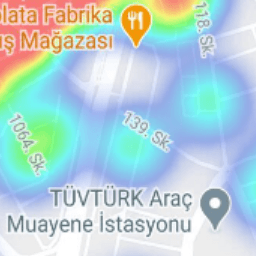 olata Fabrika
ış Mağazası
118. Sk.
139. Sk.
1064. Sk.
TÜVTÜRK Araç
Muayene İstasyonu